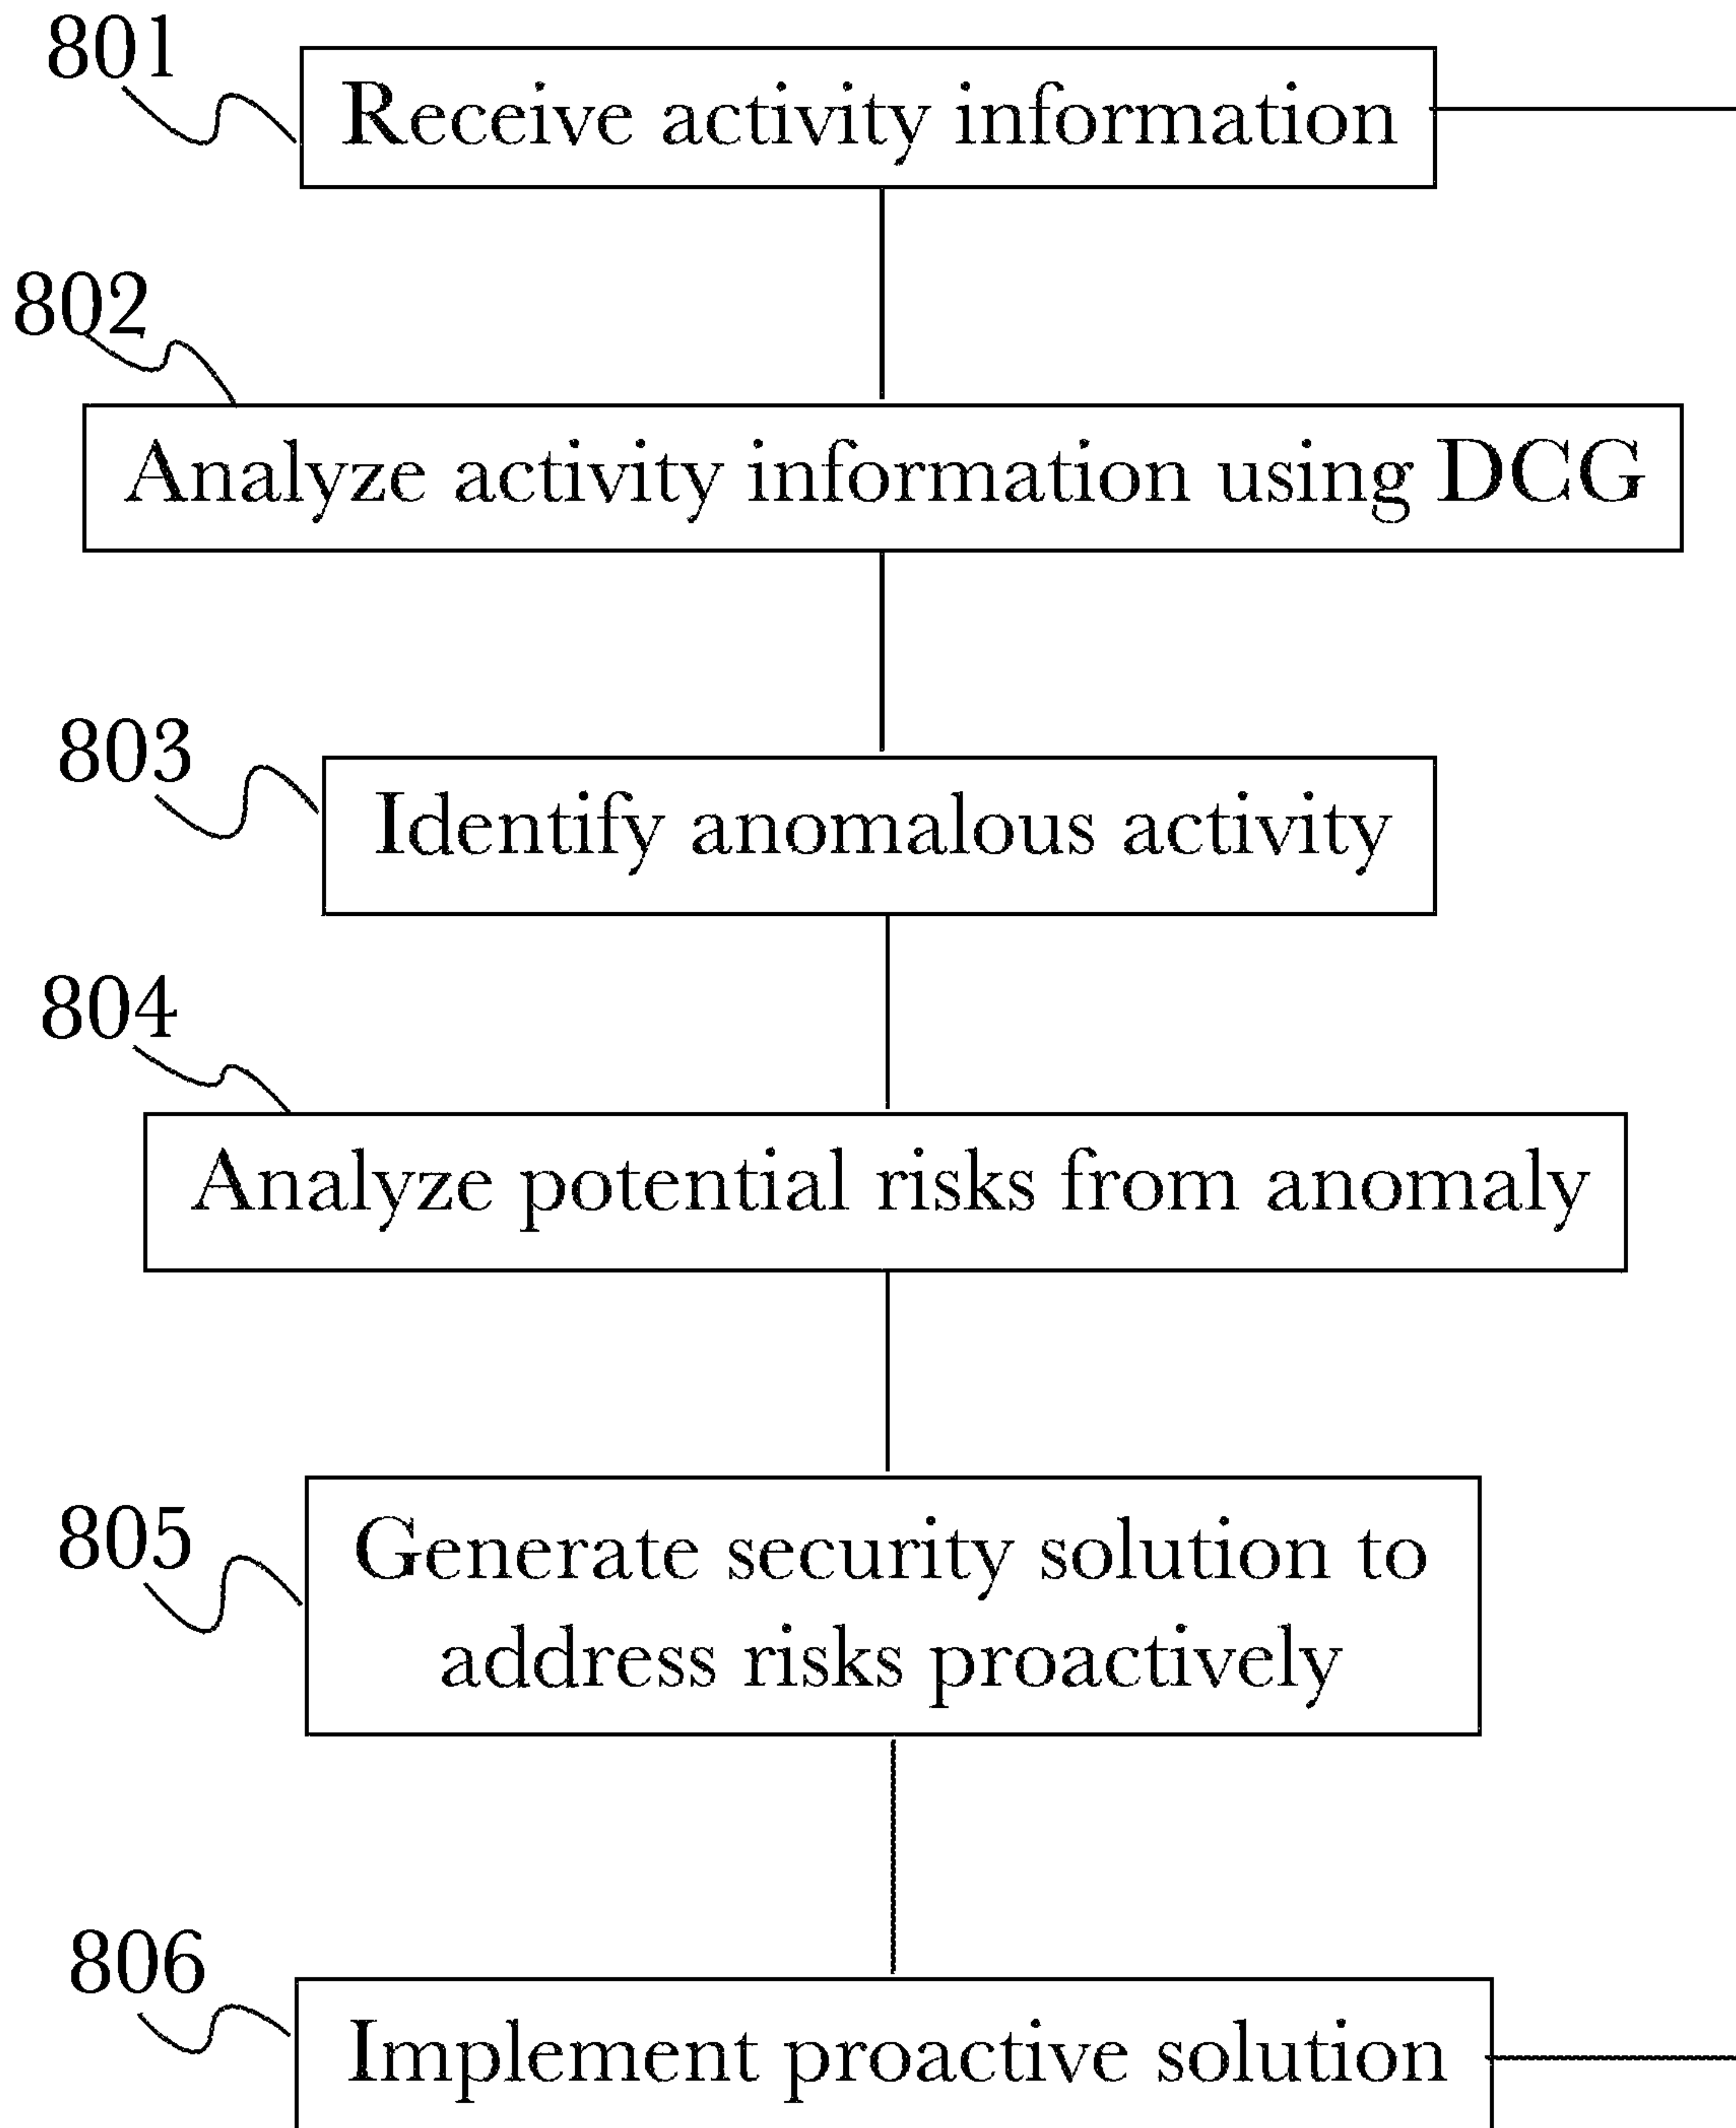 801
Receive activity information
802
Analyze activity information using DCG
803
Identify anomalous activity
804
Analyze potential risks from anomaly
805
Generate security solution to
address risks proactively
806
Implement proactive solution